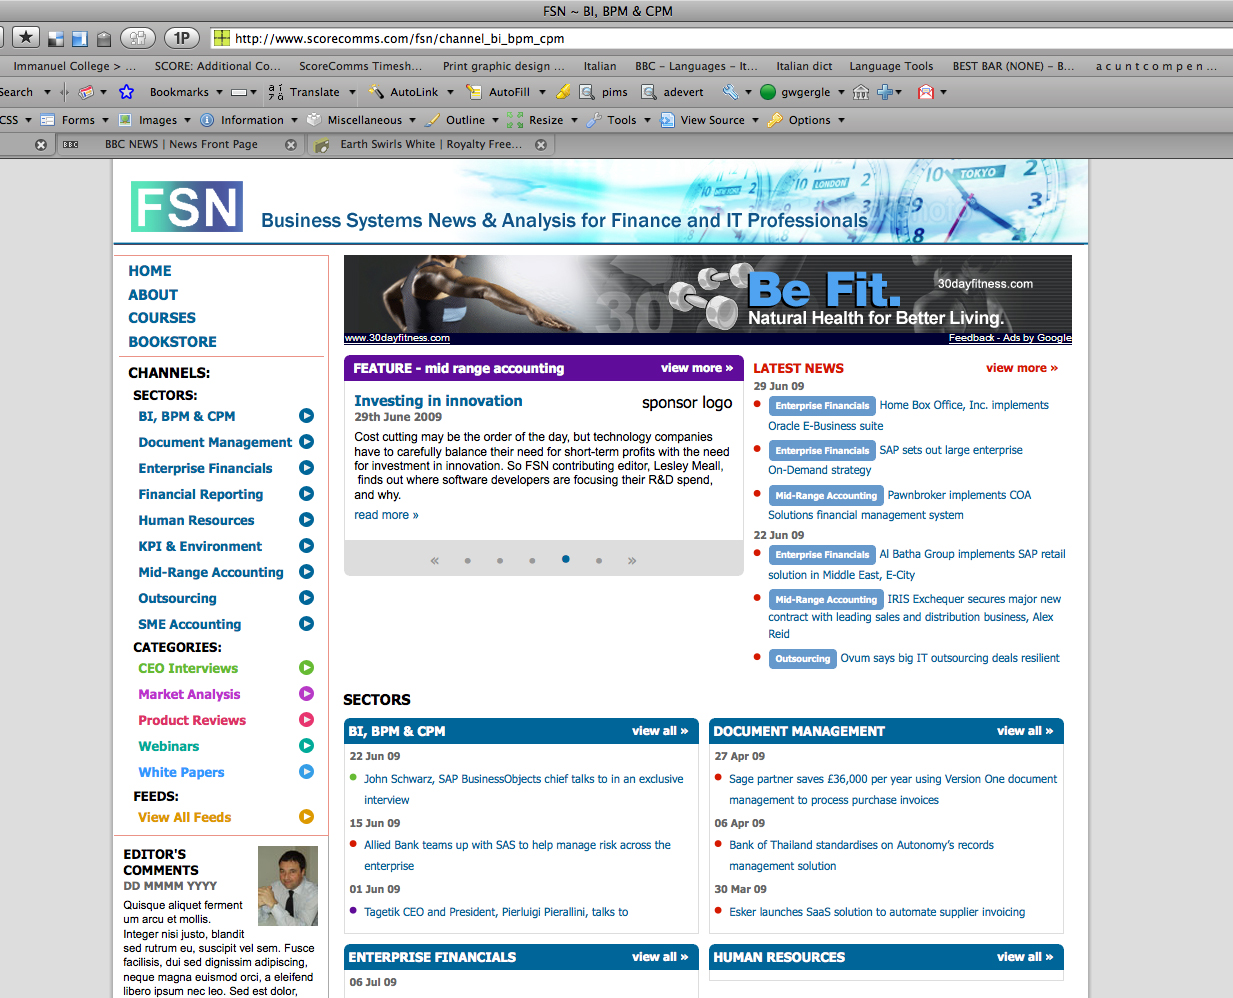 FSN ~ BI, BPM & CPM
1P
http://www.scorecomms.com/fsn/channel_bi_bpm_cpm
Immanuel College > ... SCORE: Additional Co... ScoreComms Timesh... Print graphic design ... Italian BBC – Languages – It... Italian dict Language Tools BEST BAR (NONE) – B... a c u n t c o m p e n ...
Search Bookmarks Translate AutoLink AutoFill pims adevert gwgergle
CSS Forms Images Information Miscellaneous Outline Resize Tools View Source Options
BBC NEWS | News Front Page Earth Swirls White | Royalty Free...
FSN
Business Systems News & Analysis for Finance and IT Professionals
NEW YORK
LONDON
TOKYO
HOME
ABOUT
COURSES
BOOKSTORE
CHANNELS:
SECTORS:
BI, BPM & CPM
Document Management
Enterprise Financials
Financial Reporting
Human Resources
KPI & Environment
Mid-Range Accounting
Outsourcing
SME Accounting
CATEGORIES:
CEO Interviews
Market Analysis
Product Reviews
Webinars
White Papers
FEEDS:
View All Feeds
EDITOR'S
COMMENTS
DD MMMM YYYY
Quisque aliquet ferment
um arcu et mollis.
Integer nisi justo, blandit
sed rutrum eu, suscipit vel sem. Fusce
facilisis, dui sed dignissim adipiscing,
neque magna euismod orci, a eleifend
libero ipsum nec leo. Sed est dolor,
30
Be Fit.
30dayfitness.com
Natural Health for Better Living.
www.30dayfitness.com
Feedback - Ads by Google
FEATURE - mid range accounting view more »
Investing in innovation
29th June 2009
sponsor logo
Cost cutting may be the order of the day, but technology companies
have to carefully balance their need for short-term profits with the need
for investment in innovation. So FSN contributing editor, Lesley Meall,
finds out where software developers are focusing their R&D spend,
and why.
read more »
« • • • • • »
LATEST NEWS view more »
29 Jun 09
Enterprise Financials Home Box Office, Inc. implements
Oracle E-Business suite
Enterprise Financials SAP sets out large enterprise
On-Demand strategy
Mid-Range Accounting Pawnbroker implements COA
Solutions financial management system
22 Jun 09
Enterprise Financials Al Batha Group implements SAP retail
solution in Middle East, E-City
Mid-Range Accounting IRIS Exchequer secures major new
contract with leading sales and distribution business, Alex
Reid
Outsourcing Ovum says big IT outsourcing deals resilient
SECTORS
BI, BPM & CPM view all »
22 Jun 09
John Schwarz, SAP BusinessObjects chief talks to in an exclusive
interview
15 Jun 09
Allied Bank teams up with SAS to help manage risk across the
enterprise
01 Jun 09
Tagetik CEO and President, Pierluigi Pierallini, talks to
DOCUMENT MANAGEMENT view all »
27 Apr 09
Sage partner saves £36,000 per year using Version One document
management to process purchase invoices
06 Apr 09
Bank of Thailand standardises on Autonomy's records
management solution
30 Mar 09
Esker launches SaaS solution to automate supplier invoicing
ENTERPRISE FINANCIALS view all »
06 Jul 09
HUMAN RESOURCES view all »